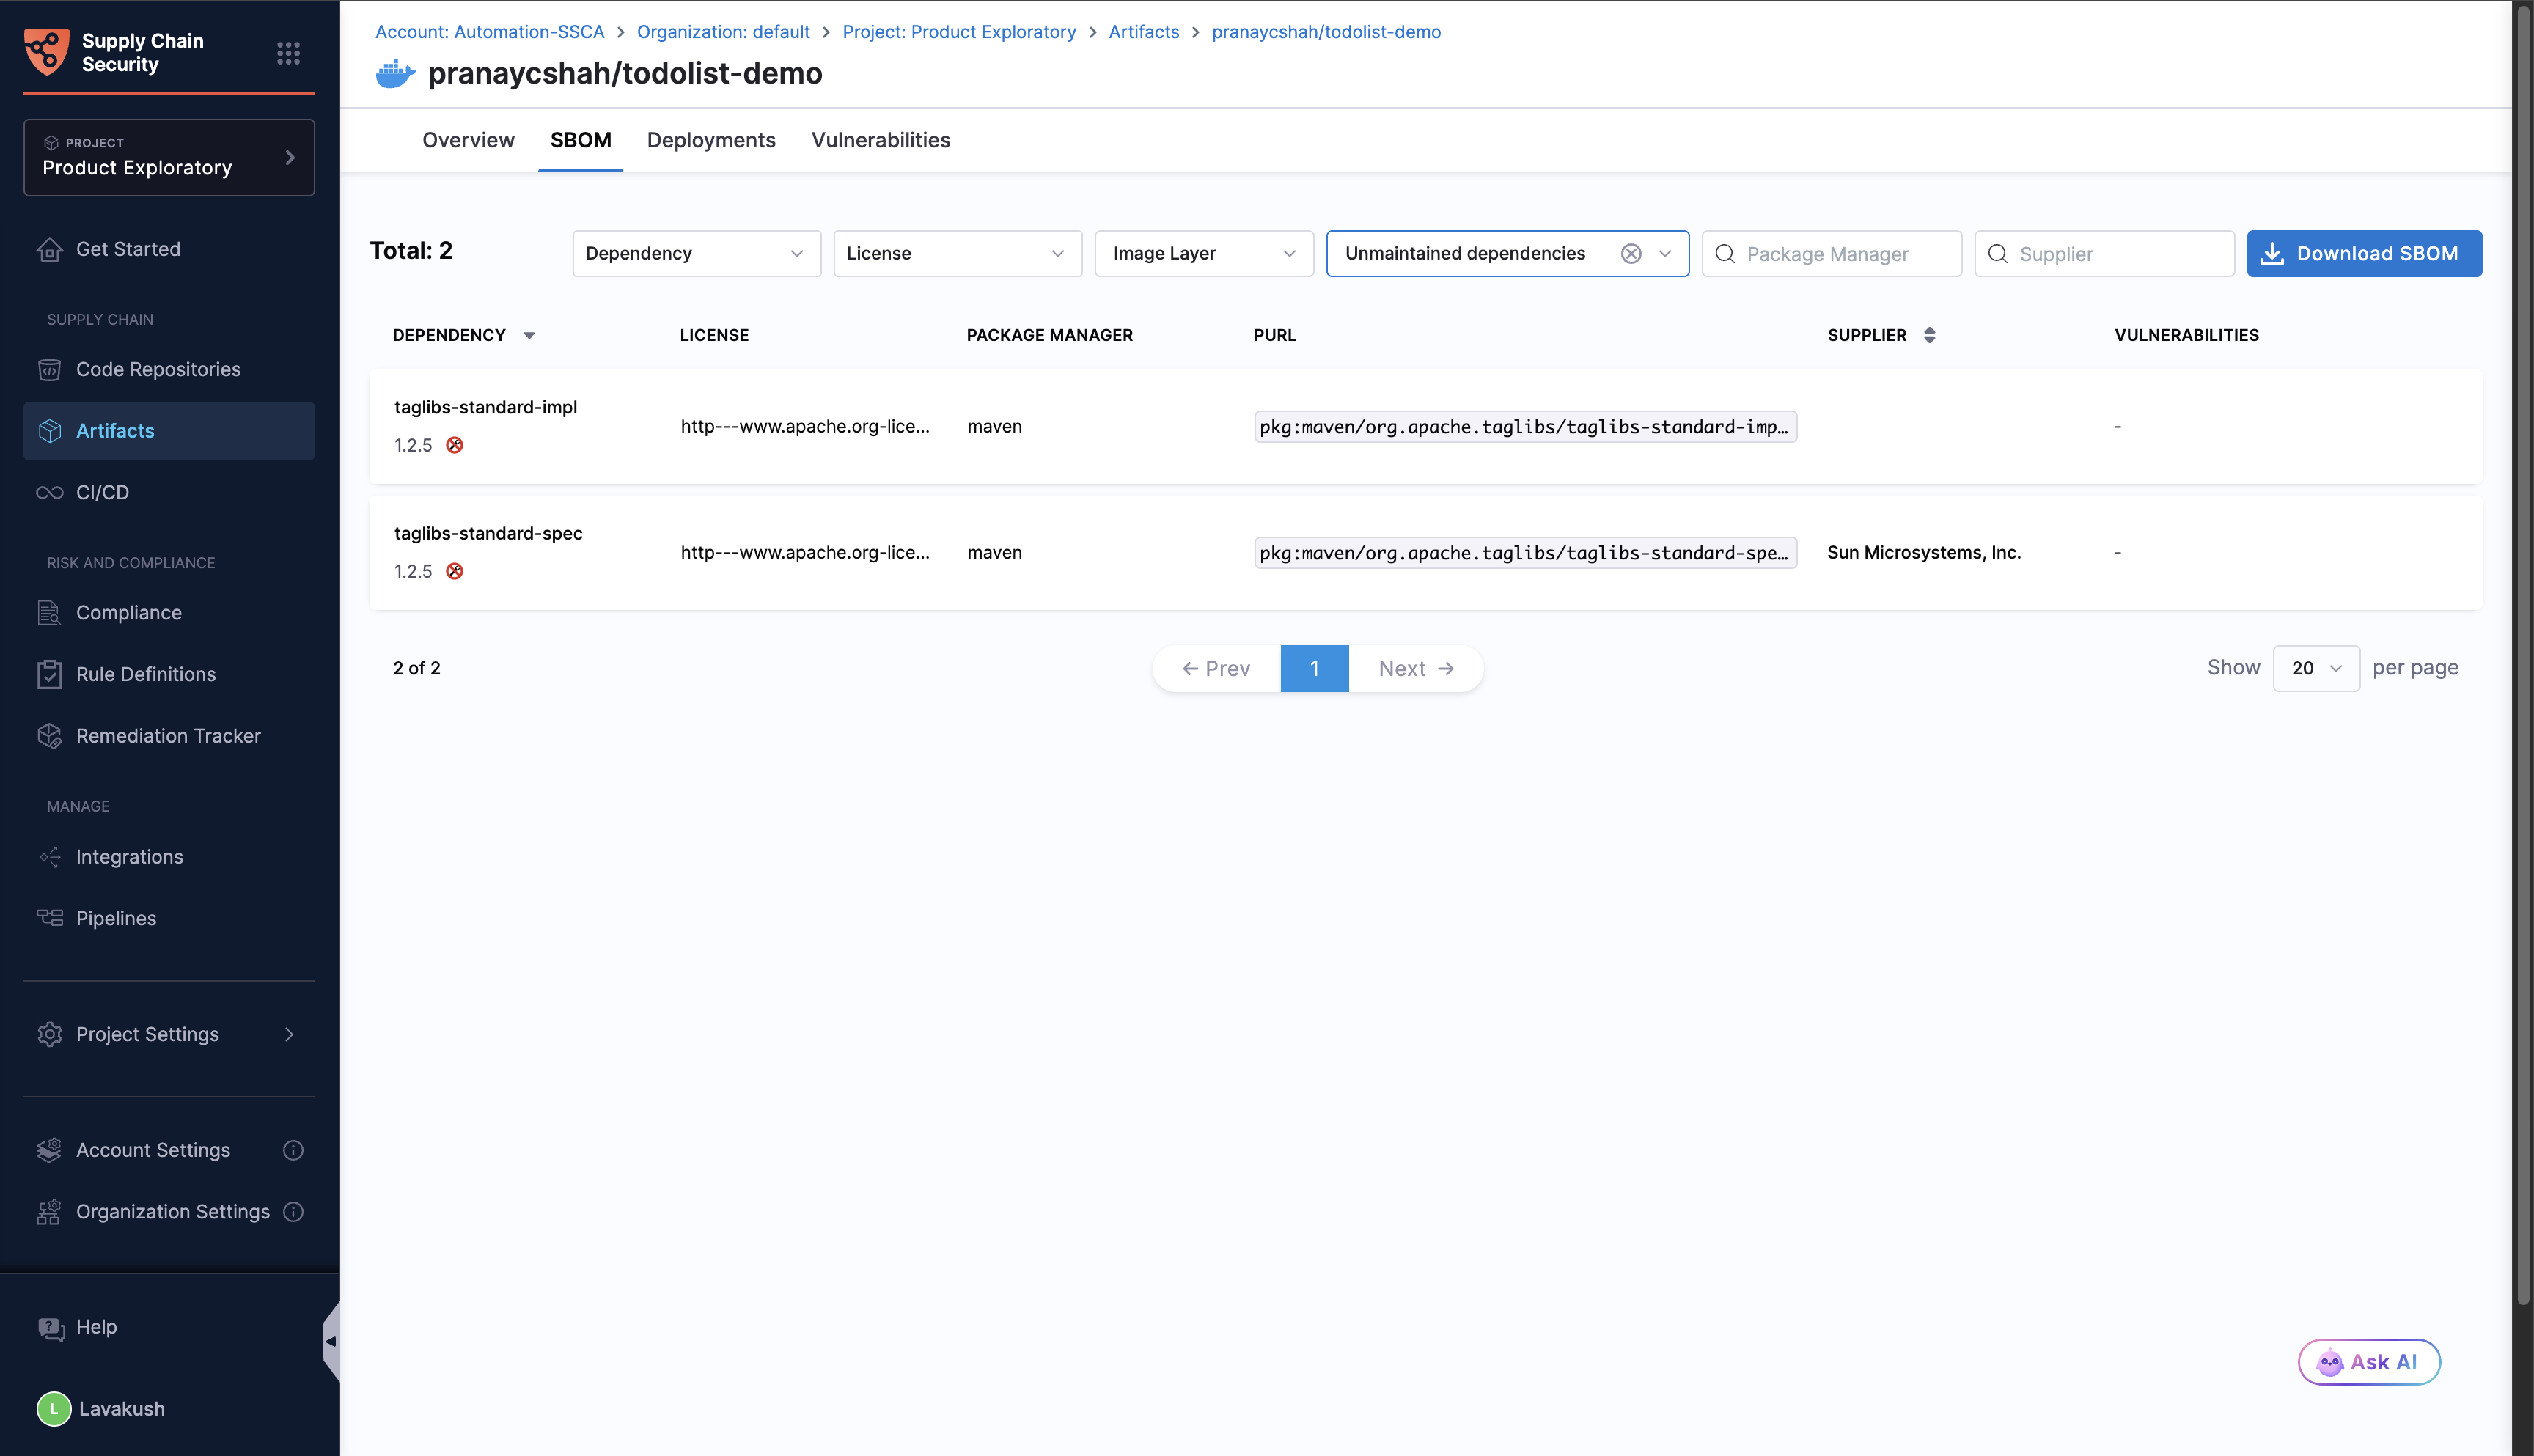 Supply Chain
Security
PROJECT
Product Exploratory
Get Started
SUPPLY CHAIN
Code Repositories
Artifacts
CI/CD
RISK AND COMPLIANCE
Compliance
Rule Definitions
Remediation Tracker
MANAGE
Integrations
Pipelines
Project Settings
Account Settings
Organization Settings
Help
L Lavakush
Account: Automation-SSCA > Organization: default > Project: Product Exploratory > Artifacts > pranaycshah/todolist-demo
pranaycshah/todolist-demo
Overview SBOM Deployments Vulnerabilities
Total: 2 Dependency License Image Layer Unmaintained dependencies Package Manager Supplier Download SBOM
DEPENDENCY LICENSE PACKAGE MANAGER PURL SUPPLIER VULNERABILITIES
taglibs-standard-impl
1.2.5
http---www.apache.org-lice... maven pkg:maven/org.apache.taglibs/taglibs-standard-imp… -
taglibs-standard-spec
1.2.5
http---www.apache.org-lice... maven pkg:maven/org.apache.taglibs/taglibs-standard-spe… Sun Microsystems, Inc. -
2 of 2 ← Prev 1 Next → Show 20 per page
Ask AI